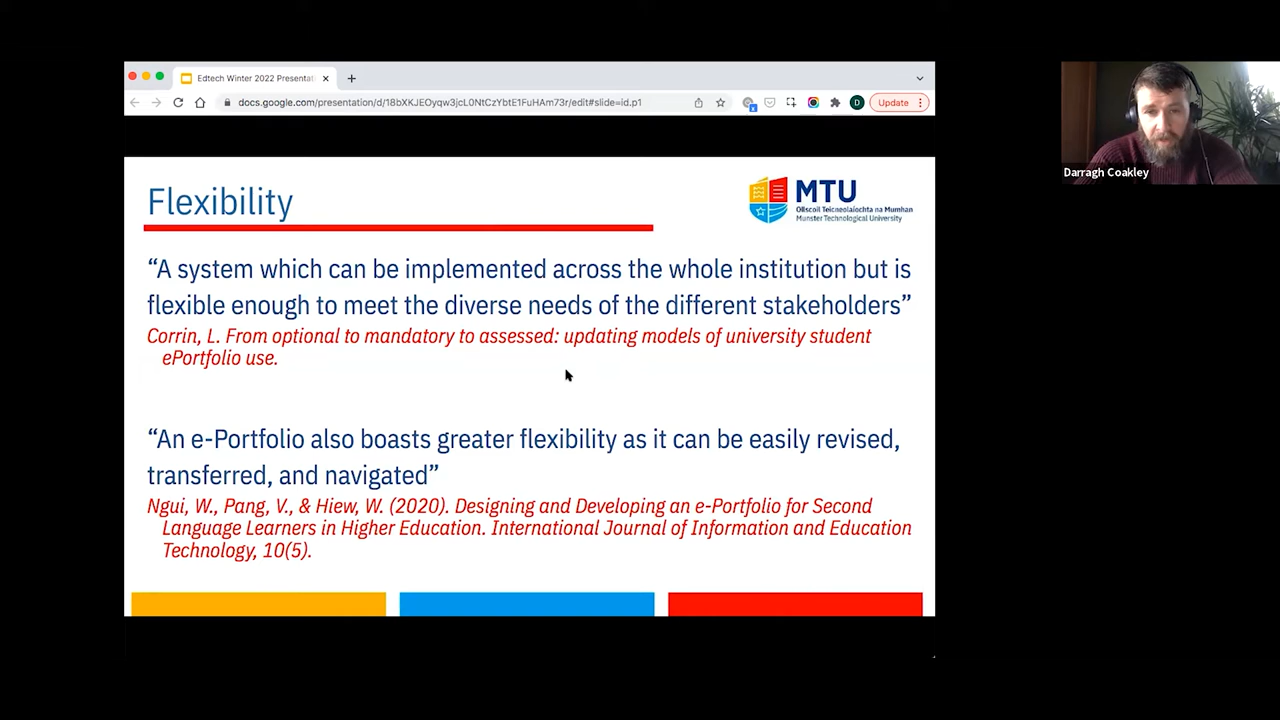 Edtech Winter 2022 Presentati
docs.google.com/presentation/d/18bXKJEOyqw3jcL0NtCzYbtE1FuHAm73r/edit#slide=id.p1
D
Update
Darragh Coakley
Flexibility
MTU
Ollscoil Teicneolaíochta na Mumhan
Munster Technological University
“A system which can be implemented across the whole institution but is
flexible enough to meet the diverse needs of the different stakeholders”
Corrin, L. From optional to mandatory to assessed: updating models of university student
ePortfolio use.
“An e-Portfolio also boasts greater flexibility as it can be easily revised,
transferred, and navigated”
Ngui, W., Pang, V., & Hiew, W. (2020). Designing and Developing an e-Portfolio for Second
Language Learners in Higher Education. International Journal of Information and Education
Technology, 10(5).